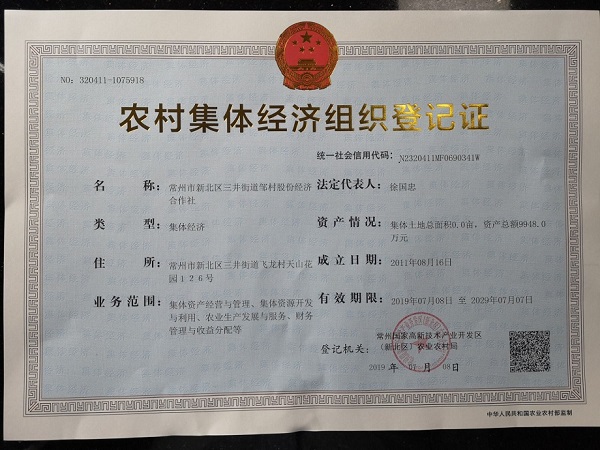 NO: 320411-1075918
农村集体经济组织登记证
统一社会信用代码: N2320411MF0690341W
名 称: 常州市新北区三井街道邹村股份经济
合作社
类 型: 集体经济
住 所: 常州市新北区三井街道飞龙村天山花
园４２６号
业务范围: 集体资产经营与管理、集体资源开发
与利用、农业生产发展与服务、财务
管理与收益分配等
法定代表人: 徐国忠
资产情况: 集体土地总面积0.0亩，资产总额9948.0
万元
成立日期: 2011年08月16日
有效期限: 2019年07月08日 至 2029年07月07日
登记机关: 常州国家高新技术产业开发区
（新北区）农业农村局
2019 年 月 08日
中华人民共和国农业农村部监制